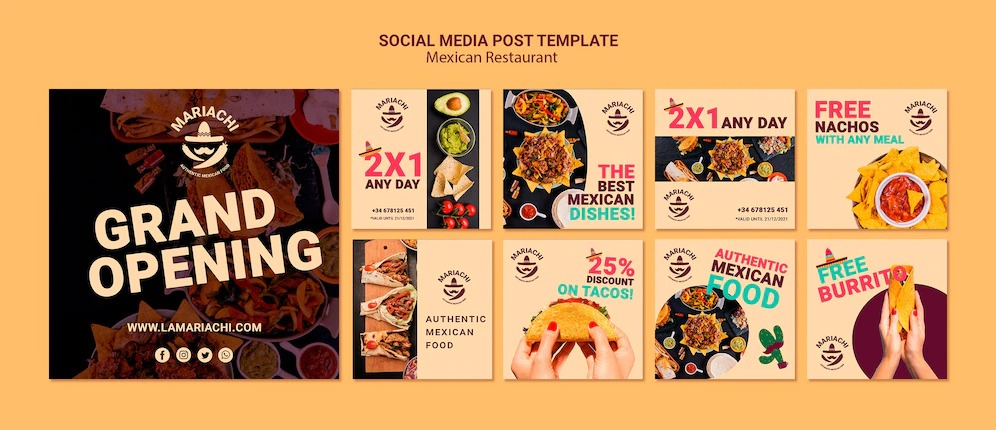 SOCIAL MEDIA POST TEMPLATE
Mexican Restaurant
MARIACHI
AUTHENTIC MEXICAN FOOD
GRAND
OPENING
WWW.LAMARIACHI.COM
MARIACHI
2X1
ANY DAY
+34 678125 451
*VALID UNTIL 21/12/2021
MARIACHI
THE
BEST
MEXICAN
DISHES!
2X1 ANY DAY
MARIACHI
+34 678125 451
*VALID UNTIL 21/12/2021
FREE
NACHOS
WITH ANY MEAL
MARIACHI
MARIACHI
AUTHENTIC
MEXICAN
FOOD
MARIACHI
25%
DISCOUNT
ON TACOS!
MARIACHI
AUTHENTIC
MEXICAN
FOOD
FREE
BURRITO
MARIACHI